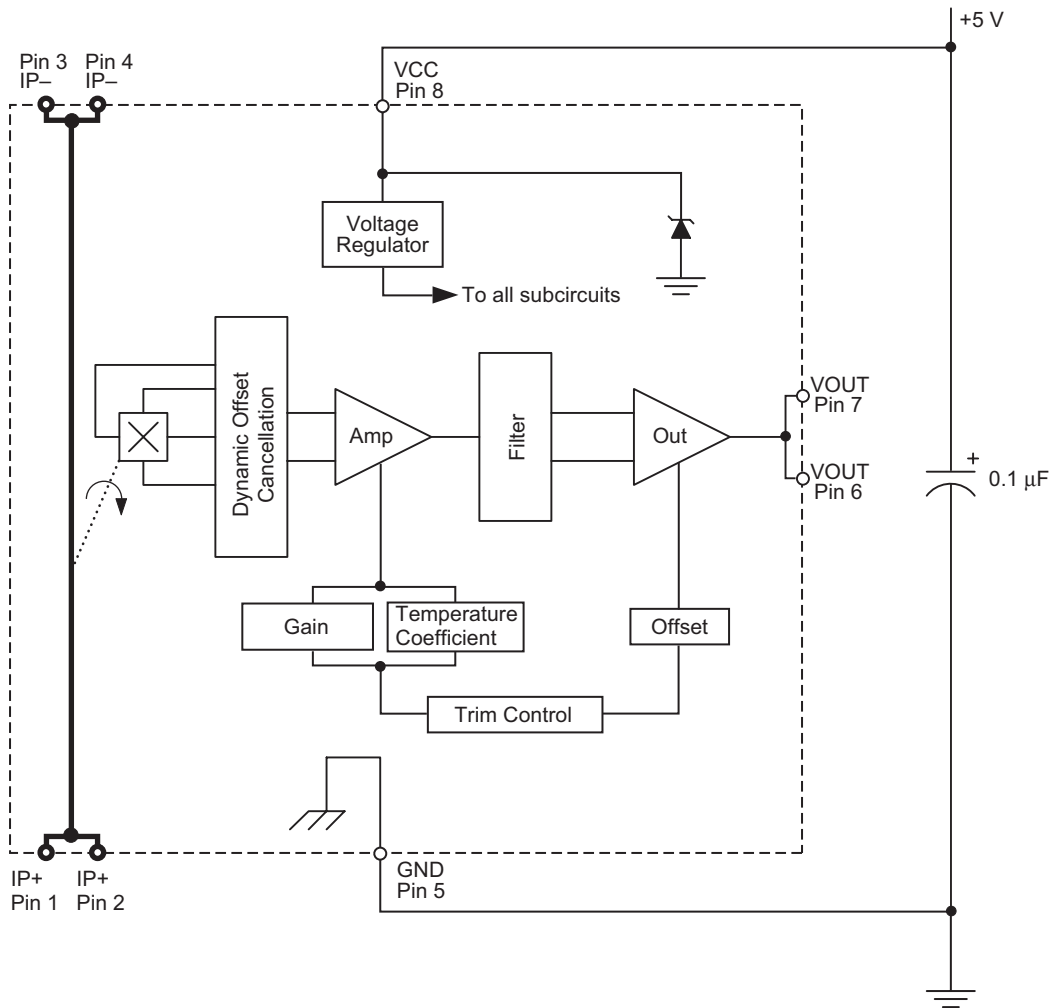 +5 V
Pin 3 Pin 4
IP– IP–
VCC
Pin 8
Voltage
Regulator
To all subcircuits
Dynamic Offset
Cancellation
Amp
Filter
Out
VOUT
Pin 7
VOUT
Pin 6
+
0.1 μF
Gain
Temperature
Coefficient
Offset
Trim Control
GND
Pin 5
IP+ IP+
Pin 1 Pin 2